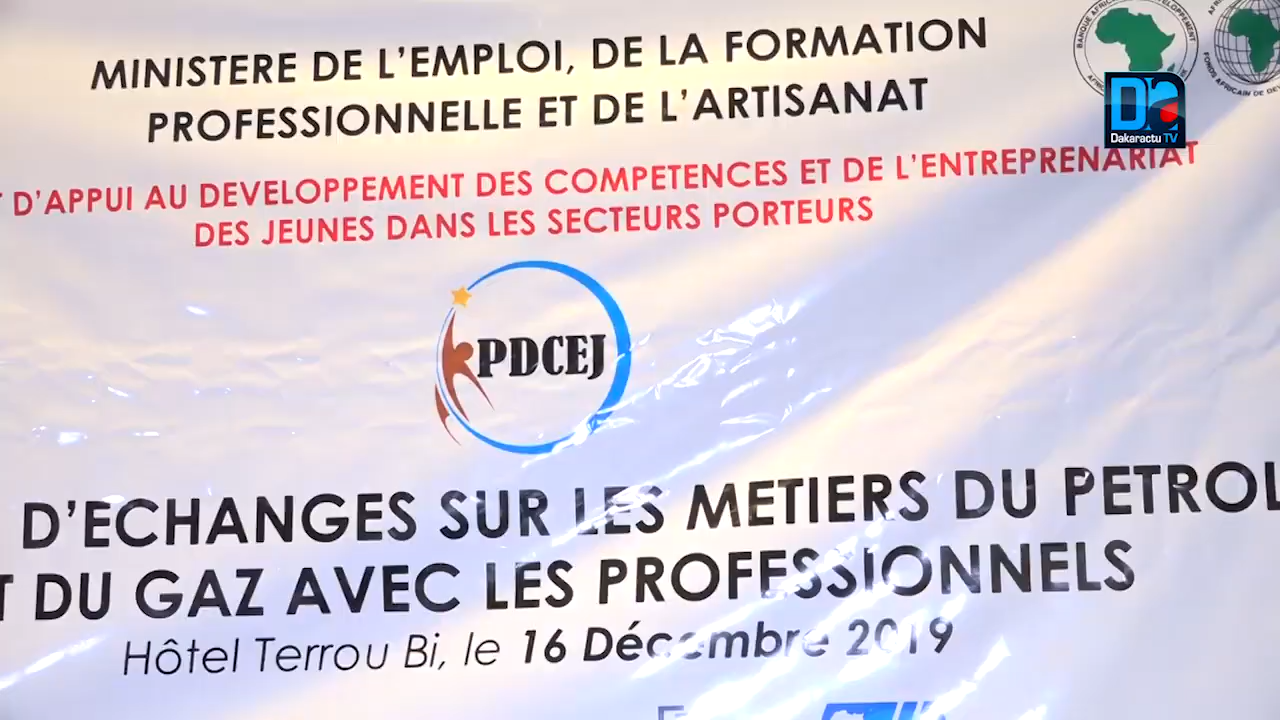 MINISTERE DE L'EMPLOI, DE LA FORMATION
PROFESSIONNELLE ET DE L'ARTISANAT
D'APPUI AU DEVELOPPEMENT DES COMPETENCES ET DE L'ENTREPRENARIAT
DES JEUNES DANS LES SECTEURS PORTEURS
PDCEJ
D'ECHANGES SUR LES METIERS DU PETROL
T DU GAZ AVEC LES PROFESSIONNELS
Hôtel Terrou Bi, le 16 Décembre 2019
Dakaractu TV